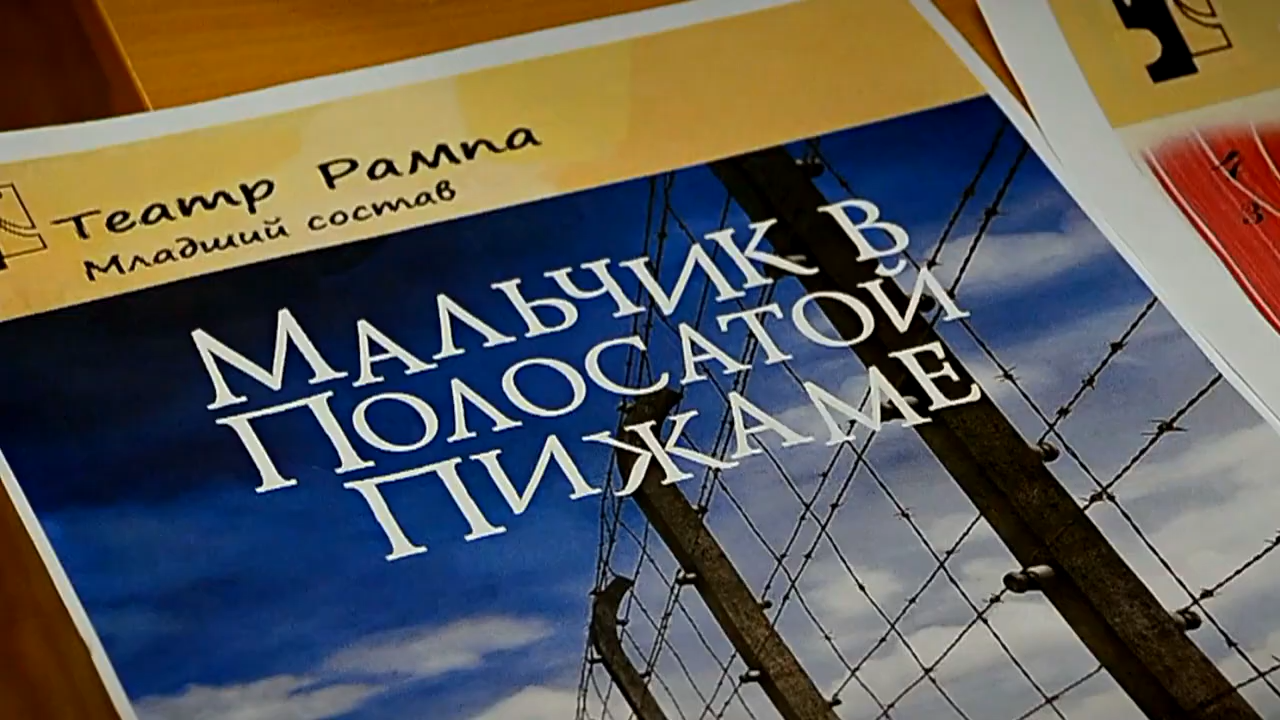 Театр Рампа
Младший состав
Мальчик в
полосатой
пижаме